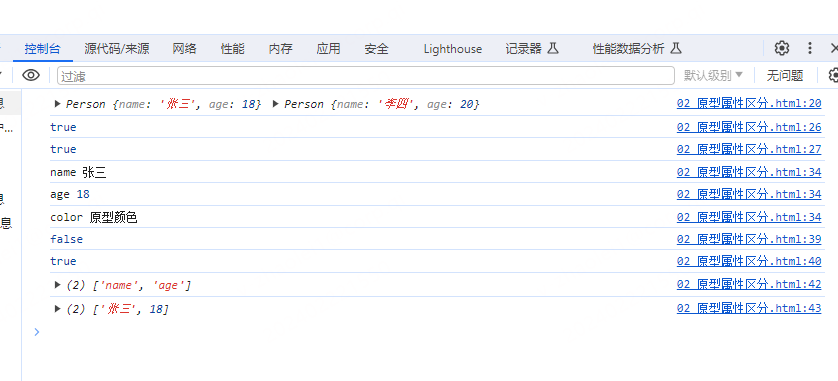 控制台 源代码/来源 网络 性能 内存 应用 安全 Lighthouse 记录器 性能数据分析
过滤 默认级别 无问题
Person {name: '张三', age: 18} Person {name: '李四', age: 20} 02 原型属性区分.html:20
true 02 原型属性区分.html:26
true 02 原型属性区分.html:27
name 张三 02 原型属性区分.html:34
age 18 02 原型属性区分.html:34
color 原型颜色 02 原型属性区分.html:34
息
false 02 原型属性区分.html:39
true 02 原型属性区分.html:40
(2) ['name', 'age'] 02 原型属性区分.html:42
(2) ['张三', 18] 02 原型属性区分.html:43